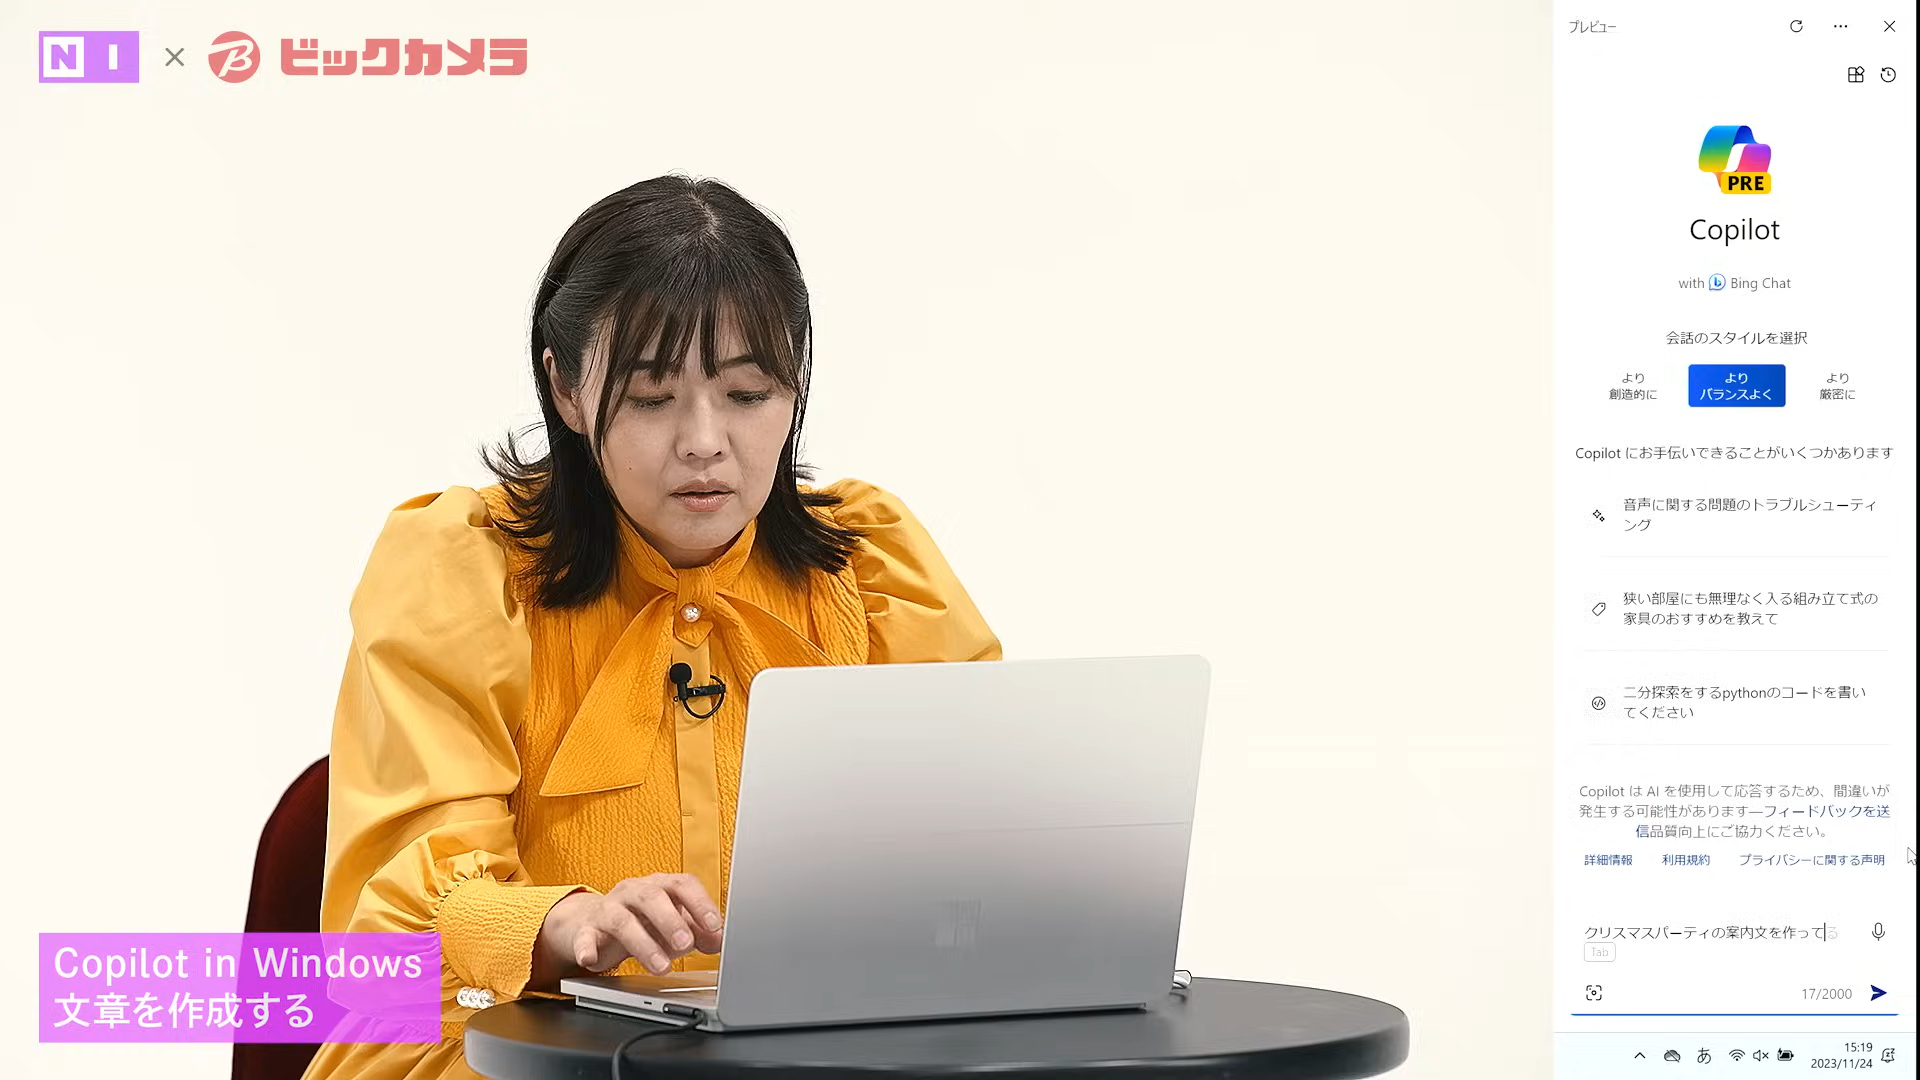 NI × B ビックカメラ
Copilot in Windows
文章を作成する
プレビュー
PRE
Copilot
with b Bing Chat
会話のスタイルを選択
より
創造的に
より
バランスよく
より
厳密に
Copilot にお手伝いできることがいくつかあります
音声に関する問題のトラブルシューティ
ング
狭い部屋にも無理なく入る組み立て式の
家具のおすすめを教えて
二分探索をするpythonのコードを書い
てください
Copilot は AI を使用して応答するため、間違いが
発生する可能性があります—フィードバックを送
信品質向上にご協力ください。
詳細情報 利用規約 プライバシーに関する声明
クリスマスパーティの案内文を作ってる
Tab
17/2000
あ
15:19
2023/11/24